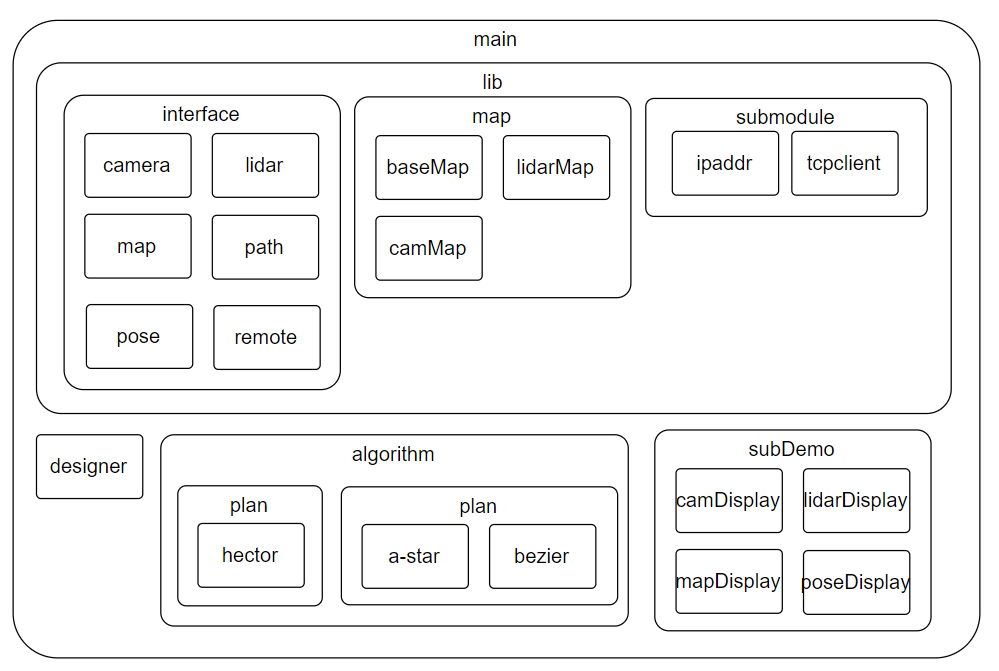 main
lib
interface
camera
lidar
map
path
pose
remote
map
baseMap
lidarMap
camMap
submodule
ipaddr
tcpclient
designer
algorithm
plan
hector
plan
a-star
bezier
subDemo
camDisplay
lidarDisplay
mapDisplay
poseDisplay